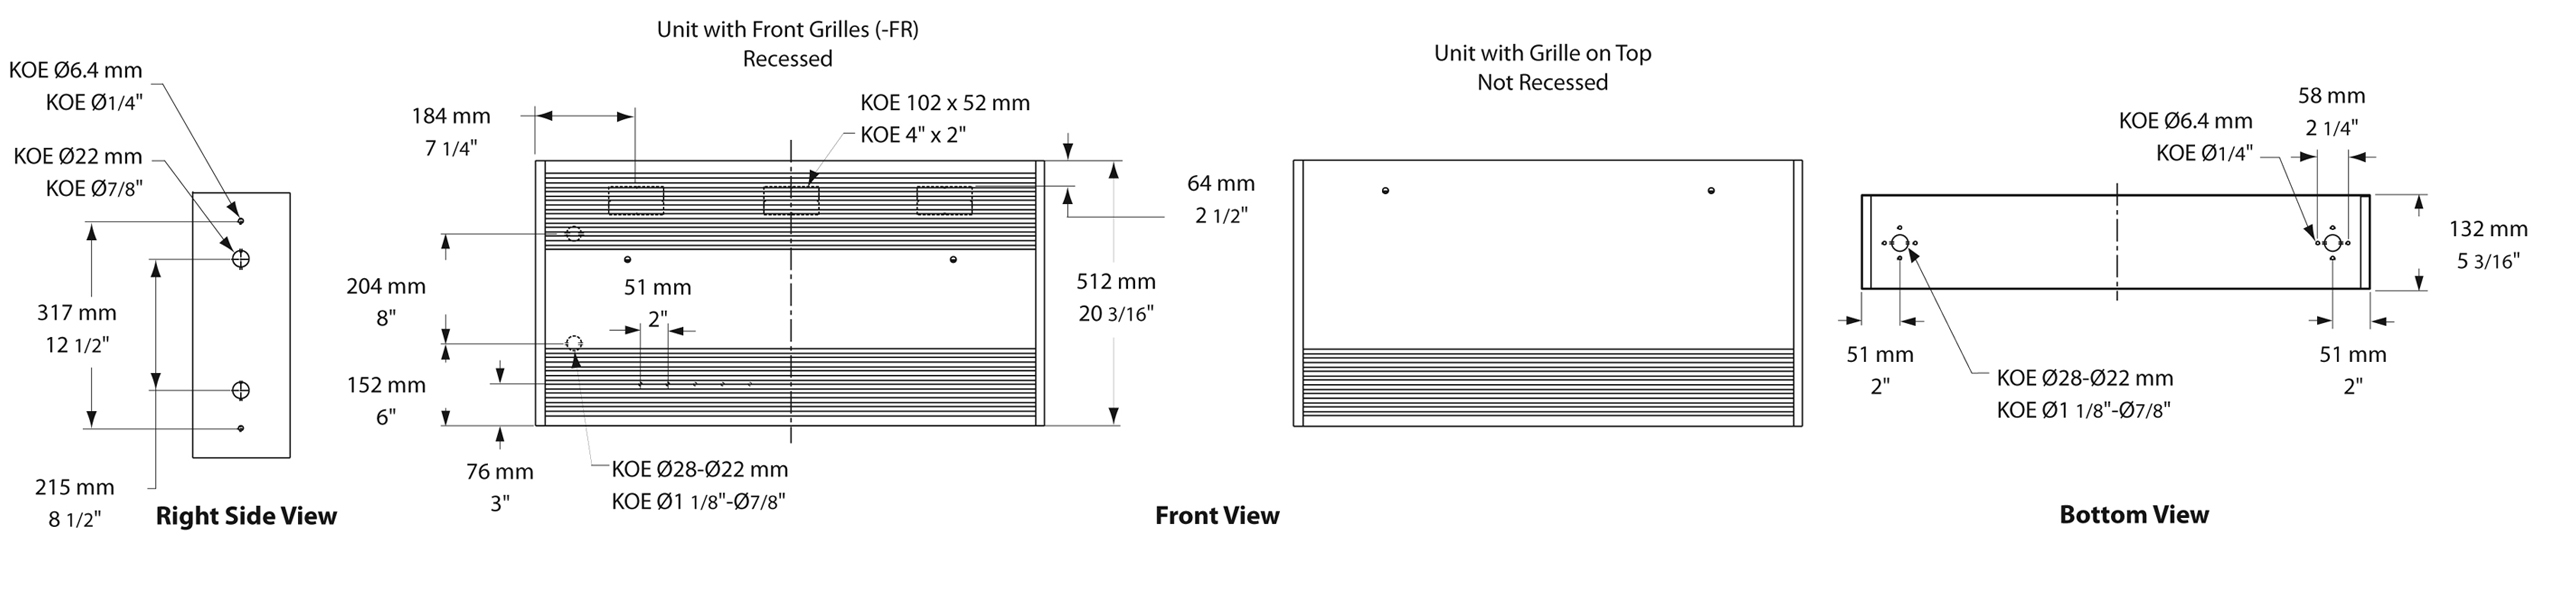 KOE Ø6.4 mm
KOE Ø1/4"
KOE Ø22 mm
KOE Ø7/8"
317 mm
12 1/2"
215 mm
8 1/2"
Right Side View
Unit with Front Grilles (-FR)
Recessed
184 mm
7 1/4"
KOE 102 x 52 mm
KOE 4" x 2"
64 mm
2 1/2"
204 mm
8"
51 mm
2"
512 mm
20 3/16"
152 mm
6"
76 mm
3"
KOE Ø28-Ø22 mm
KOE Ø1 1/8"-Ø7/8"
Front View
Unit with Grille on Top
Not Recessed
58 mm
2 1/4"
KOE Ø6.4 mm
KOE Ø1/4"
132 mm
5 3/16"
51 mm
2"
51 mm
2"
KOE Ø28-Ø22 mm
KOE Ø1 1/8"-Ø7/8"
Bottom View